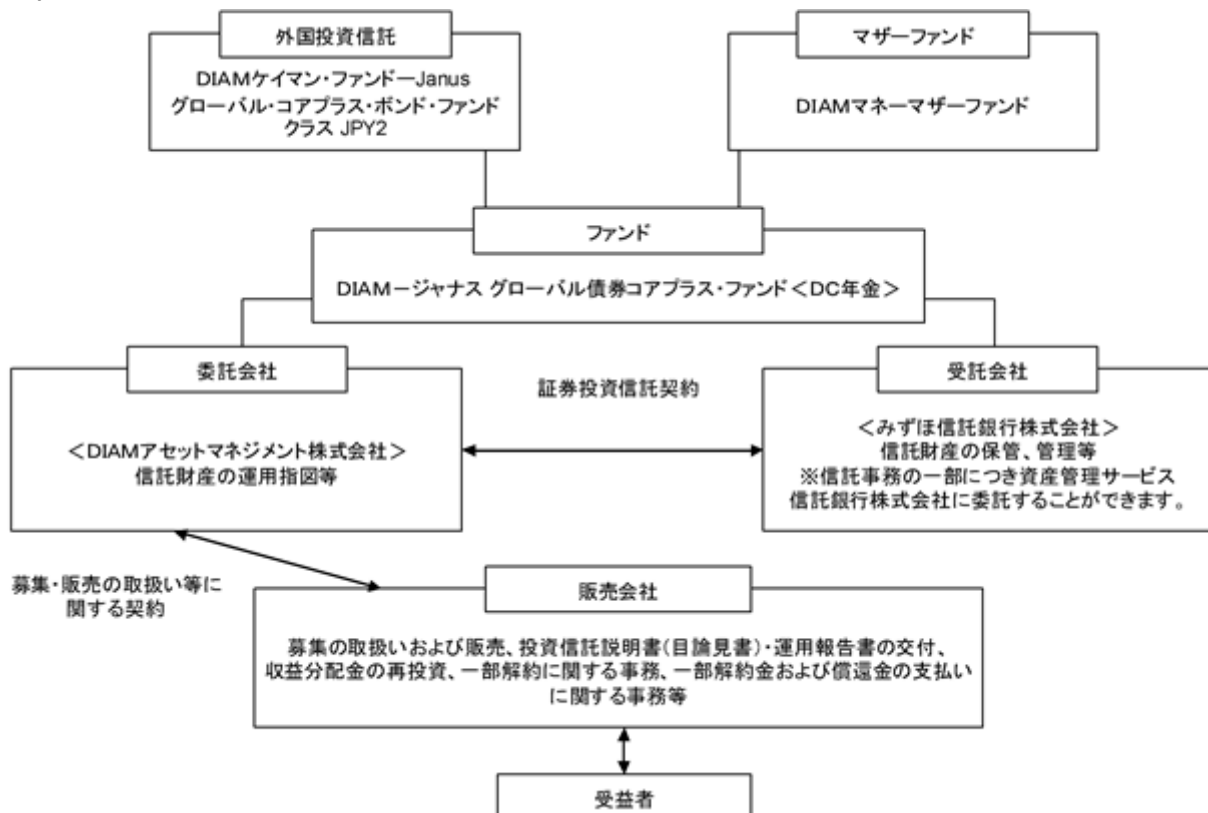 外国投資信託
DIAMケイマン・ファンドーJanus
グローバル・コアプラス・ボンド・ファンド
クラス JPY2
マザーファンド
DIAMマネーマザーファンド
ファンド
DIAMージャナス グローバル債券コアプラス・ファンド<DC年金>
委託会社
<DIAMアセットマネジメント株式会社>
信託財産の運用指図等
証券投資信託契約
受託会社
<みずほ信託銀行株式会社>
信託財産の保管、管理等
※信託事務の一部につき資産管理サービス
信託銀行株式会社に委託することができます。
募集・販売の取扱い等に
関する契約
販売会社
募集の取扱いおよび販売、投資信託説明書(目論見書)・運用報告書の交付、
収益分配金の再投資、一部解約に関する事務、一部解約金および償還金の支払い
に関する事務等
受益者